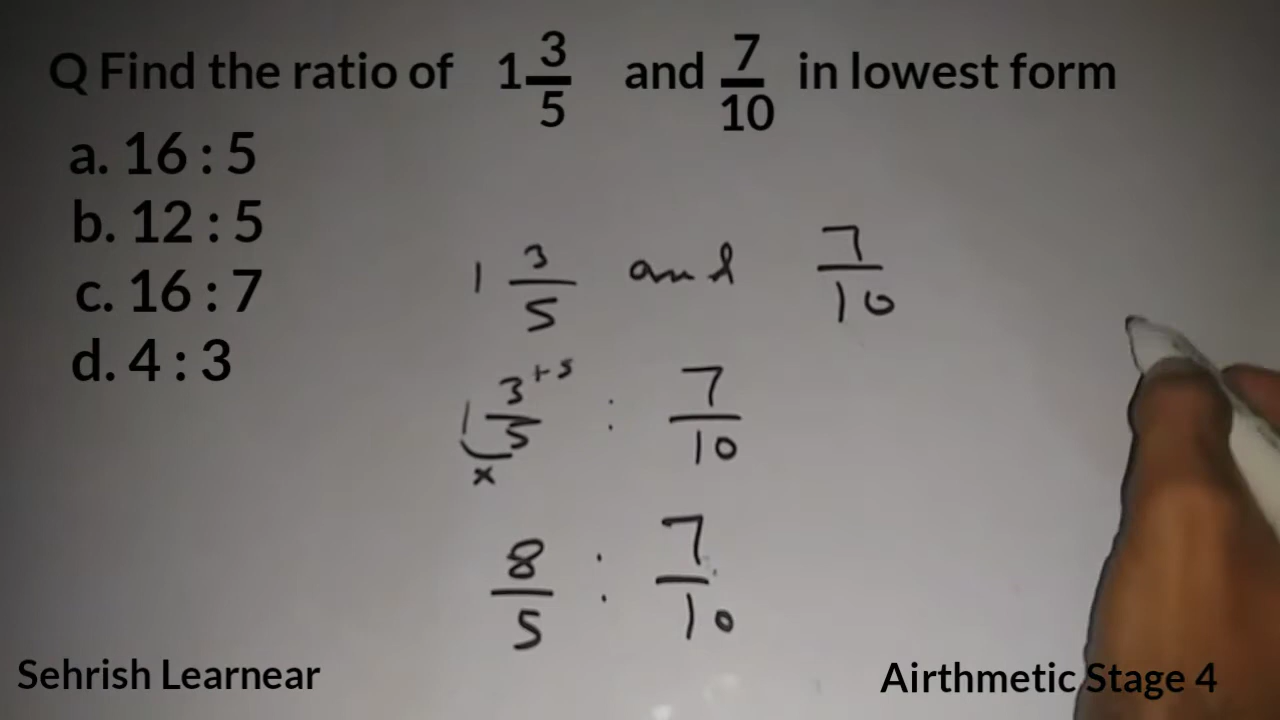 Q Find the ratio of 1 3/5 and 7/10 in lowest form
a. 16 : 5
b. 12 : 5
c. 16 : 7
d. 4 : 3
1 3/5 and 7/10
1 3+5/5 x : 7/10
8/5 : 7/10
Sehrish Learnear
Airthmetic Stage 4